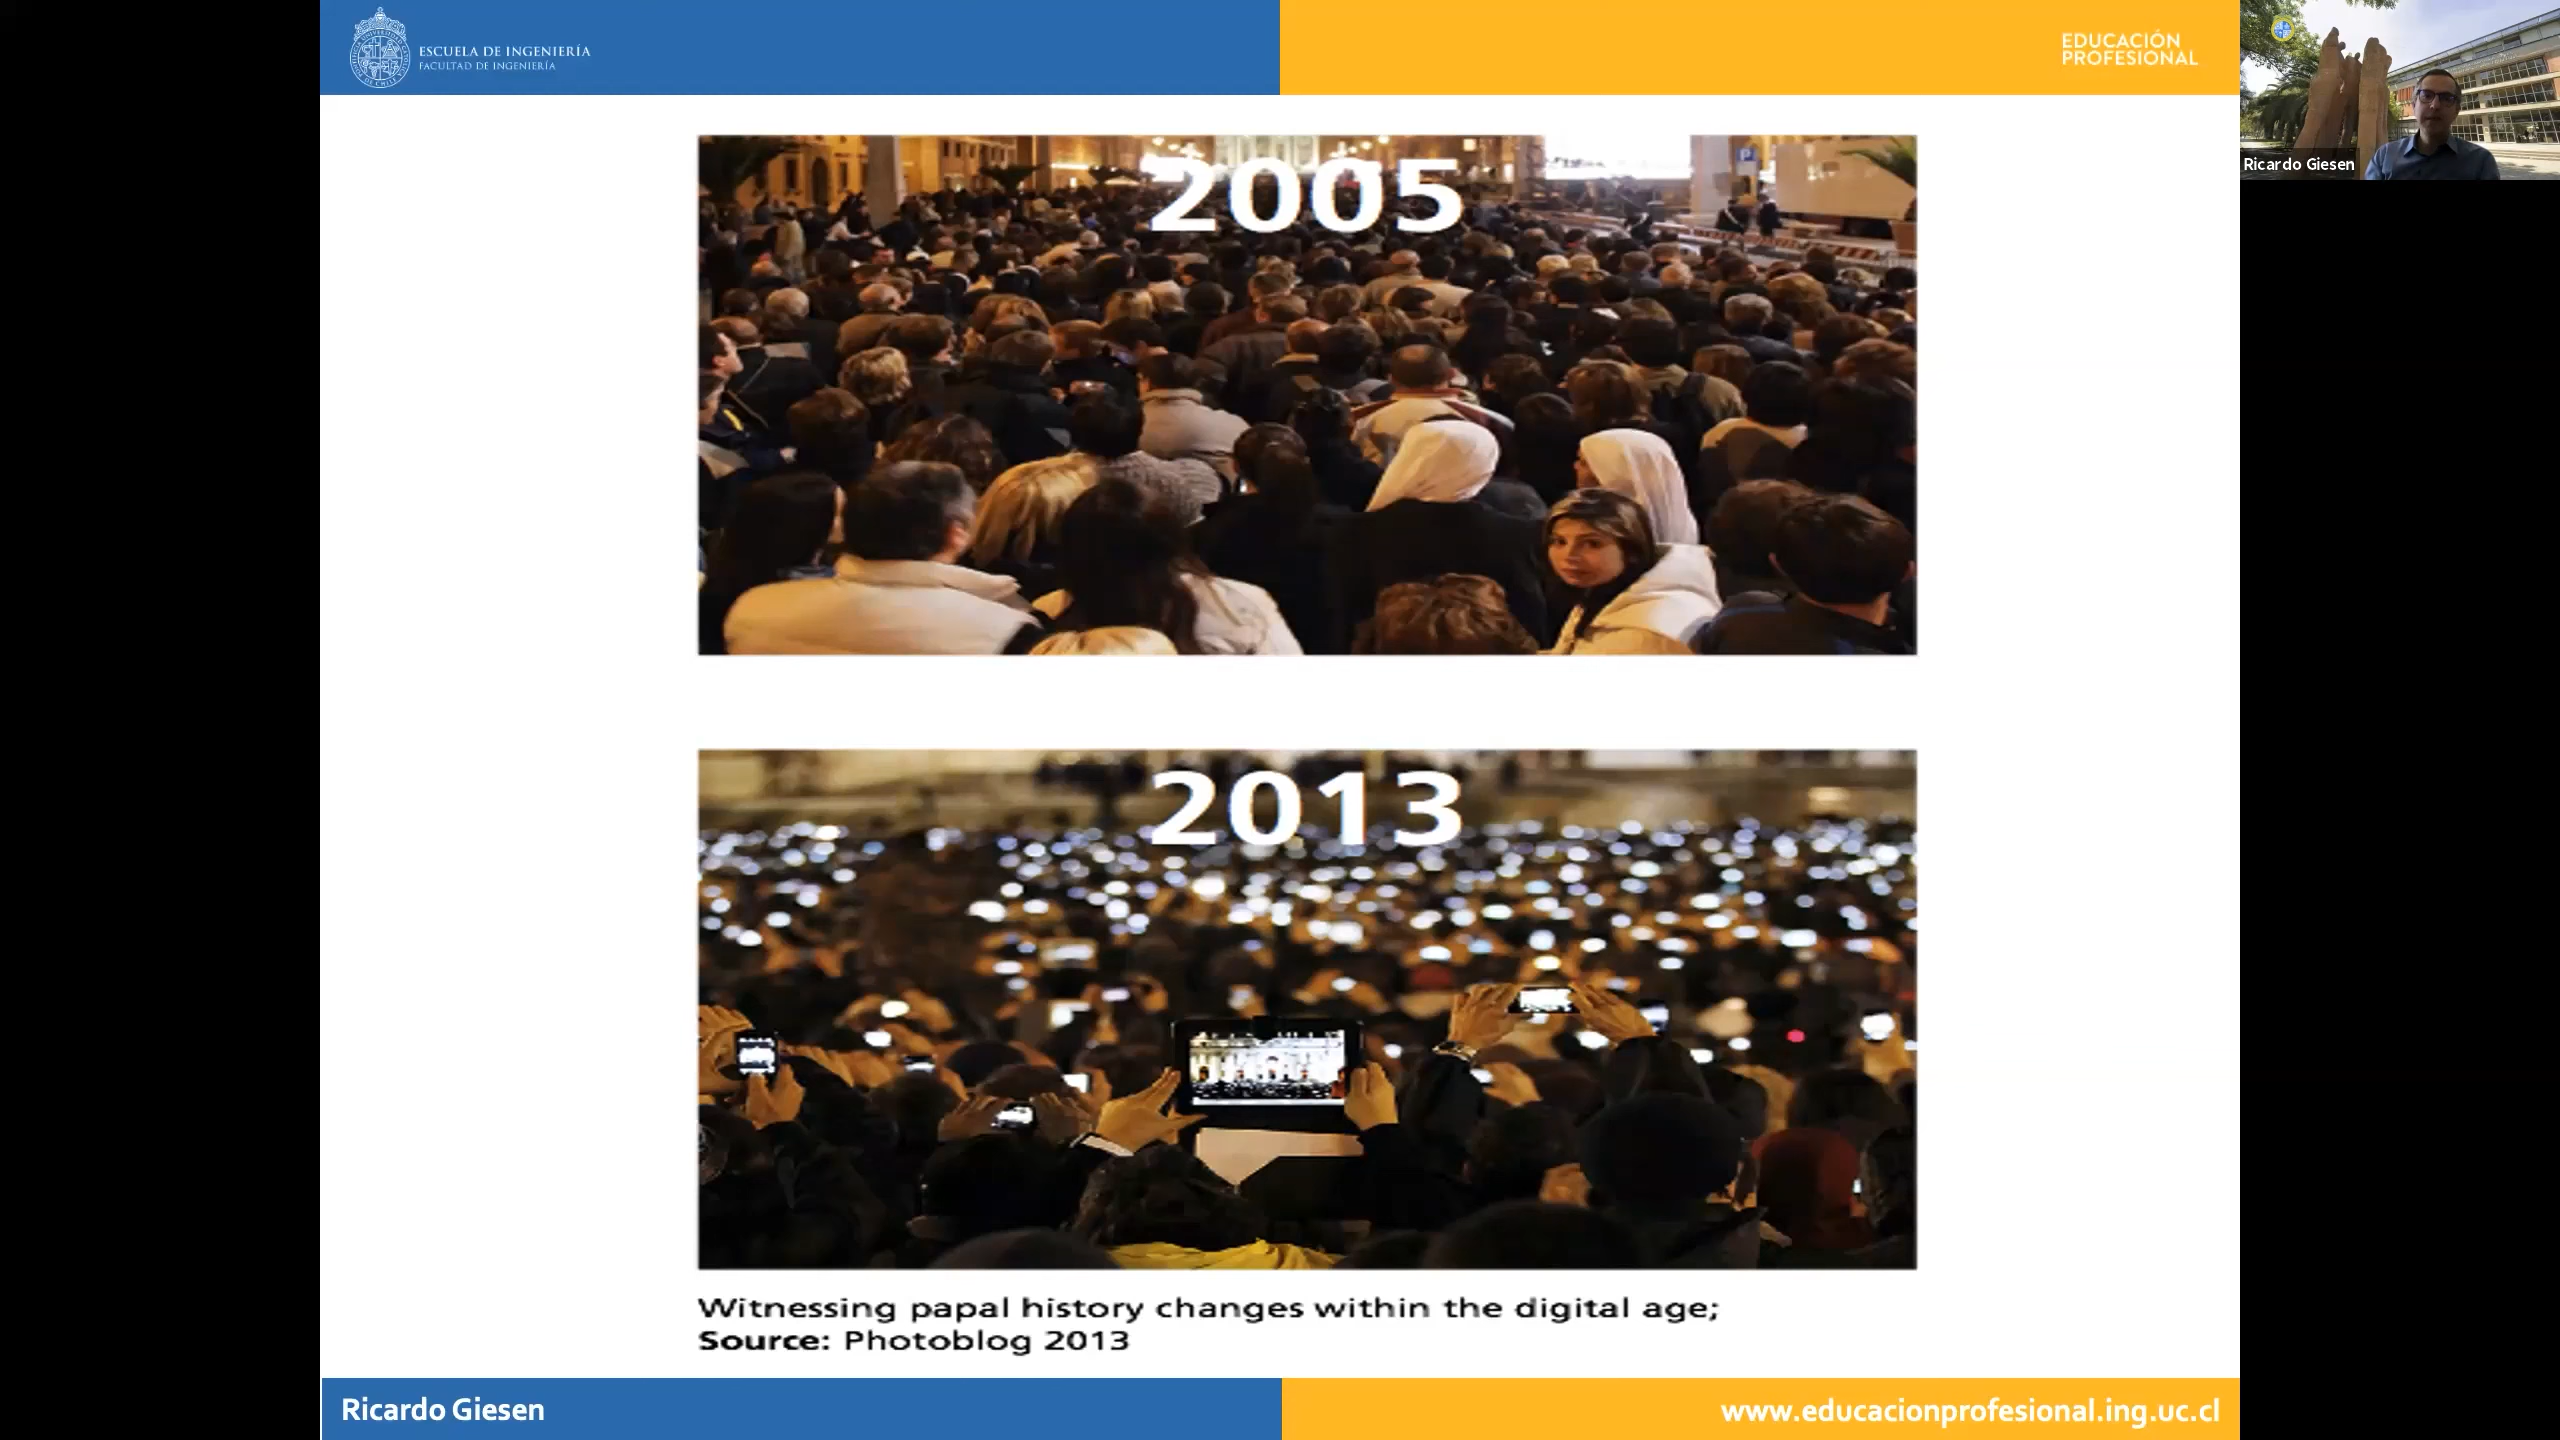 ESCUELA DE INGENIERÍA
FACULTAD DE INGENIERÍA
EDUCACIÓN
PROFESIONAL
Ricardo Giesen
2005
P
2013
Witnessing papal history changes within the digital age;
Source: Photoblog 2013
Ricardo Giesen
www.educacionprofesional.ing.uc.cl